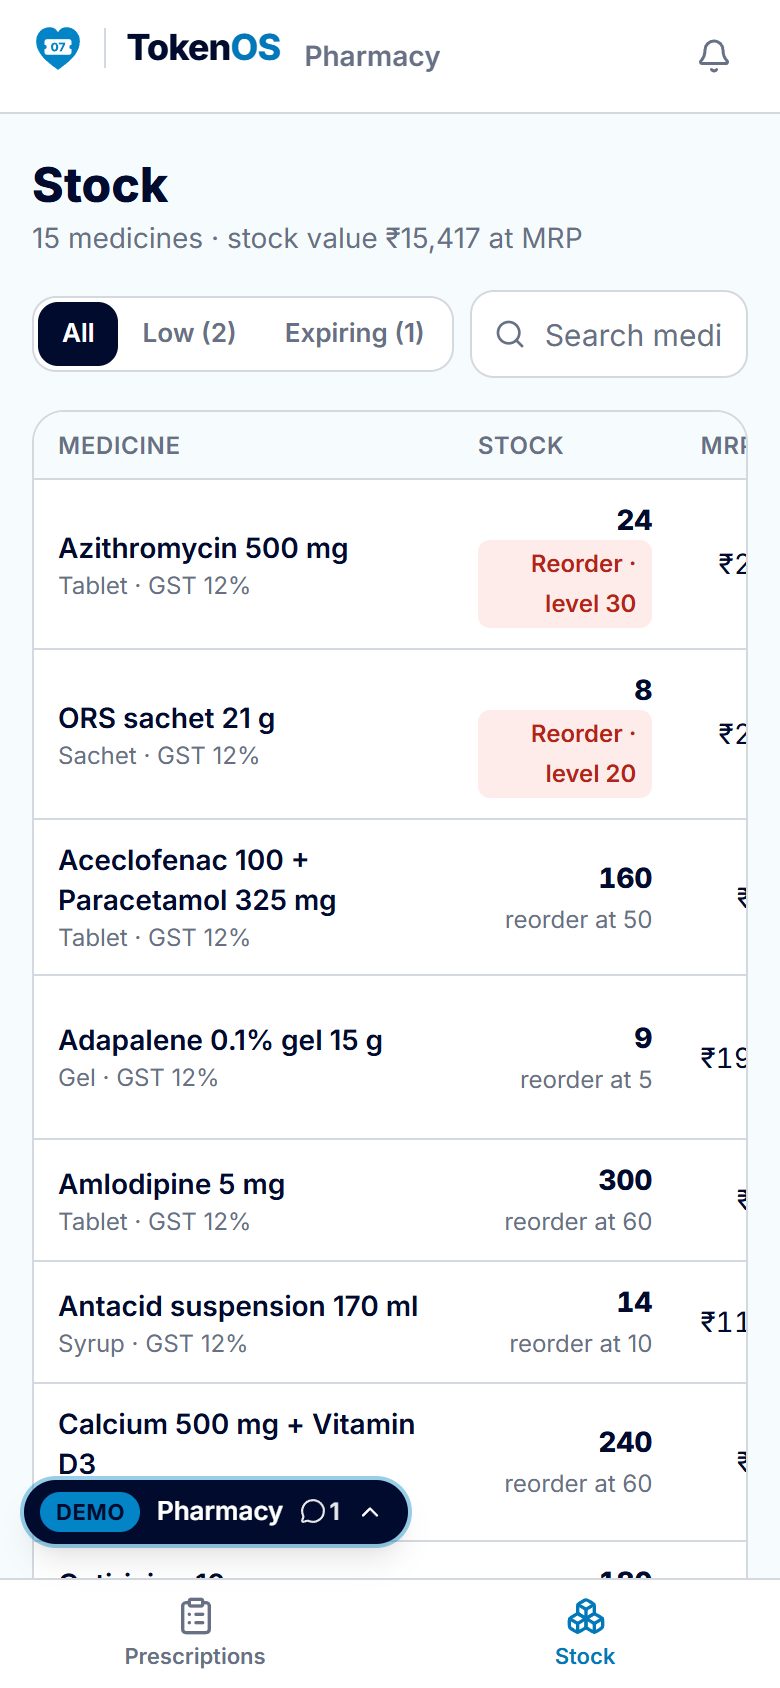 07
TokenOS Pharmacy
Stock
15 medicines · stock value ₹15,417 at MRP
All Low (2) Expiring (1) Search medi
MEDICINE STOCK MRP
Azithromycin 500 mg
Tablet · GST 12%
24
Reorder ·
level 30
₹2
ORS sachet 21 g
Sachet · GST 12%
8
Reorder ·
level 20
₹2
Aceclofenac 100 +
Paracetamol 325 mg
Tablet · GST 12%
160
reorder at 50
₹
Adapalene 0.1% gel 15 g
Gel · GST 12%
9
reorder at 5
₹19
Amlodipine 5 mg
Tablet · GST 12%
300
reorder at 60
₹
Antacid suspension 170 ml
Syrup · GST 12%
14
reorder at 10
₹11
Calcium 500 mg + Vitamin
D3
240
reorder at 60
₹
DEMO Pharmacy 1
Prescriptions Stock